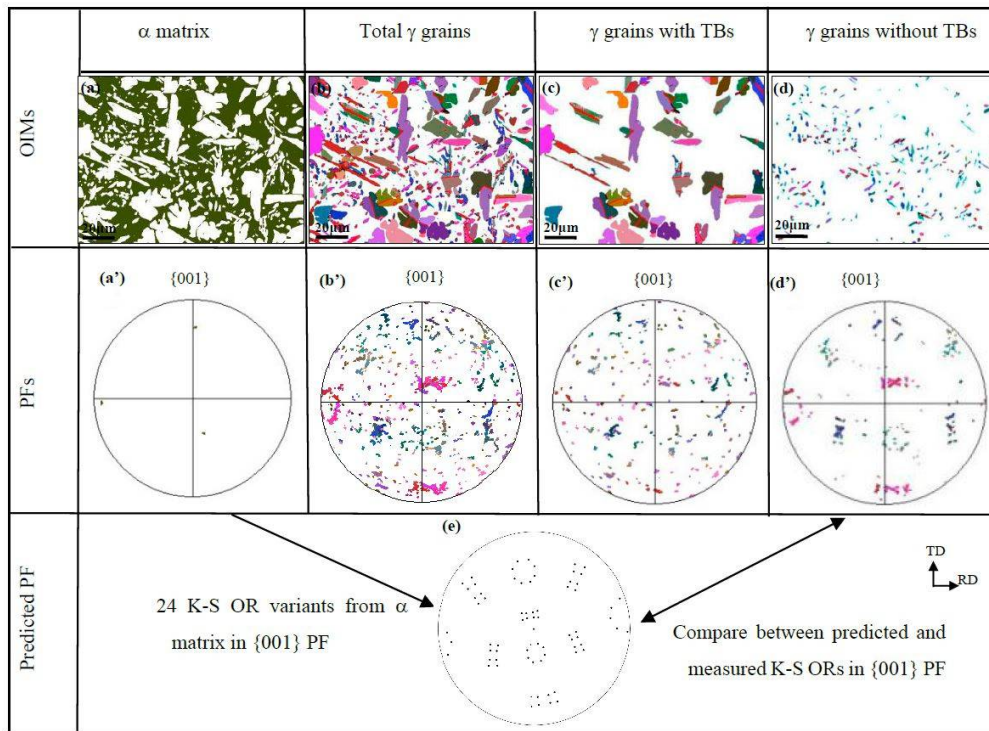 α matrix
Total γ grains
γ grains with TBs
γ grains without TBs
OIMs
(a)
20μm
(b)
20μm
(c)
20μm
(d)
20μm
PFs
(a’)
{001}
(b’)
{001}
(c’)
{001}
(d’)
{001}
Predicted PF
(e)
24 K-S OR variants from α
matrix in {001} PF
TD
RD
Compare between predicted and
measured K-S ORs in {001} PF